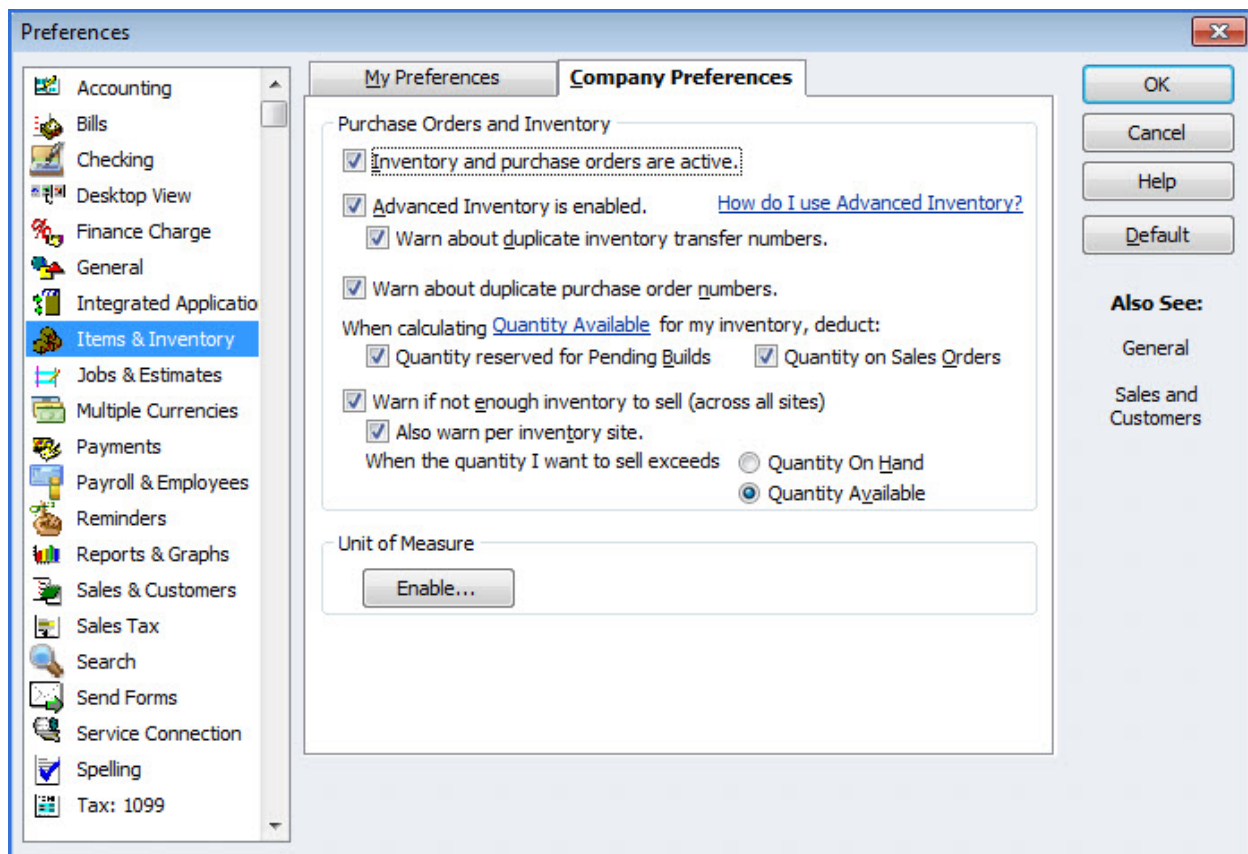 Preferences
Accounting
Bills
Checking
Desktop View
Finance Charge
General
Integrated Applicatio
Items & Inventory
Jobs & Estimates
Multiple Currencies
Payments
Payroll & Employees
Reminders
Reports & Graphs
Sales & Customers
Sales Tax
Search
Send Forms
Service Connection
Spelling
Tax: 1099
My Preferences
Company Preferences
Purchase Orders and Inventory
Inventory and purchase orders are active.
Advanced Inventory is enabled. How do I use Advanced Inventory?
Warn about duplicate inventory transfer numbers.
Warn about duplicate purchase order numbers.
When calculating Quantity Available for my inventory, deduct:
Quantity reserved for Pending Builds Quantity on Sales Orders
Warn if not enough inventory to sell (across all sites)
Also warn per inventory site.
When the quantity I want to sell exceeds Quantity On Hand
Quantity Available
Unit of Measure
Enable...
OK
Cancel
Help
Default
Also See:
General
Sales and
Customers